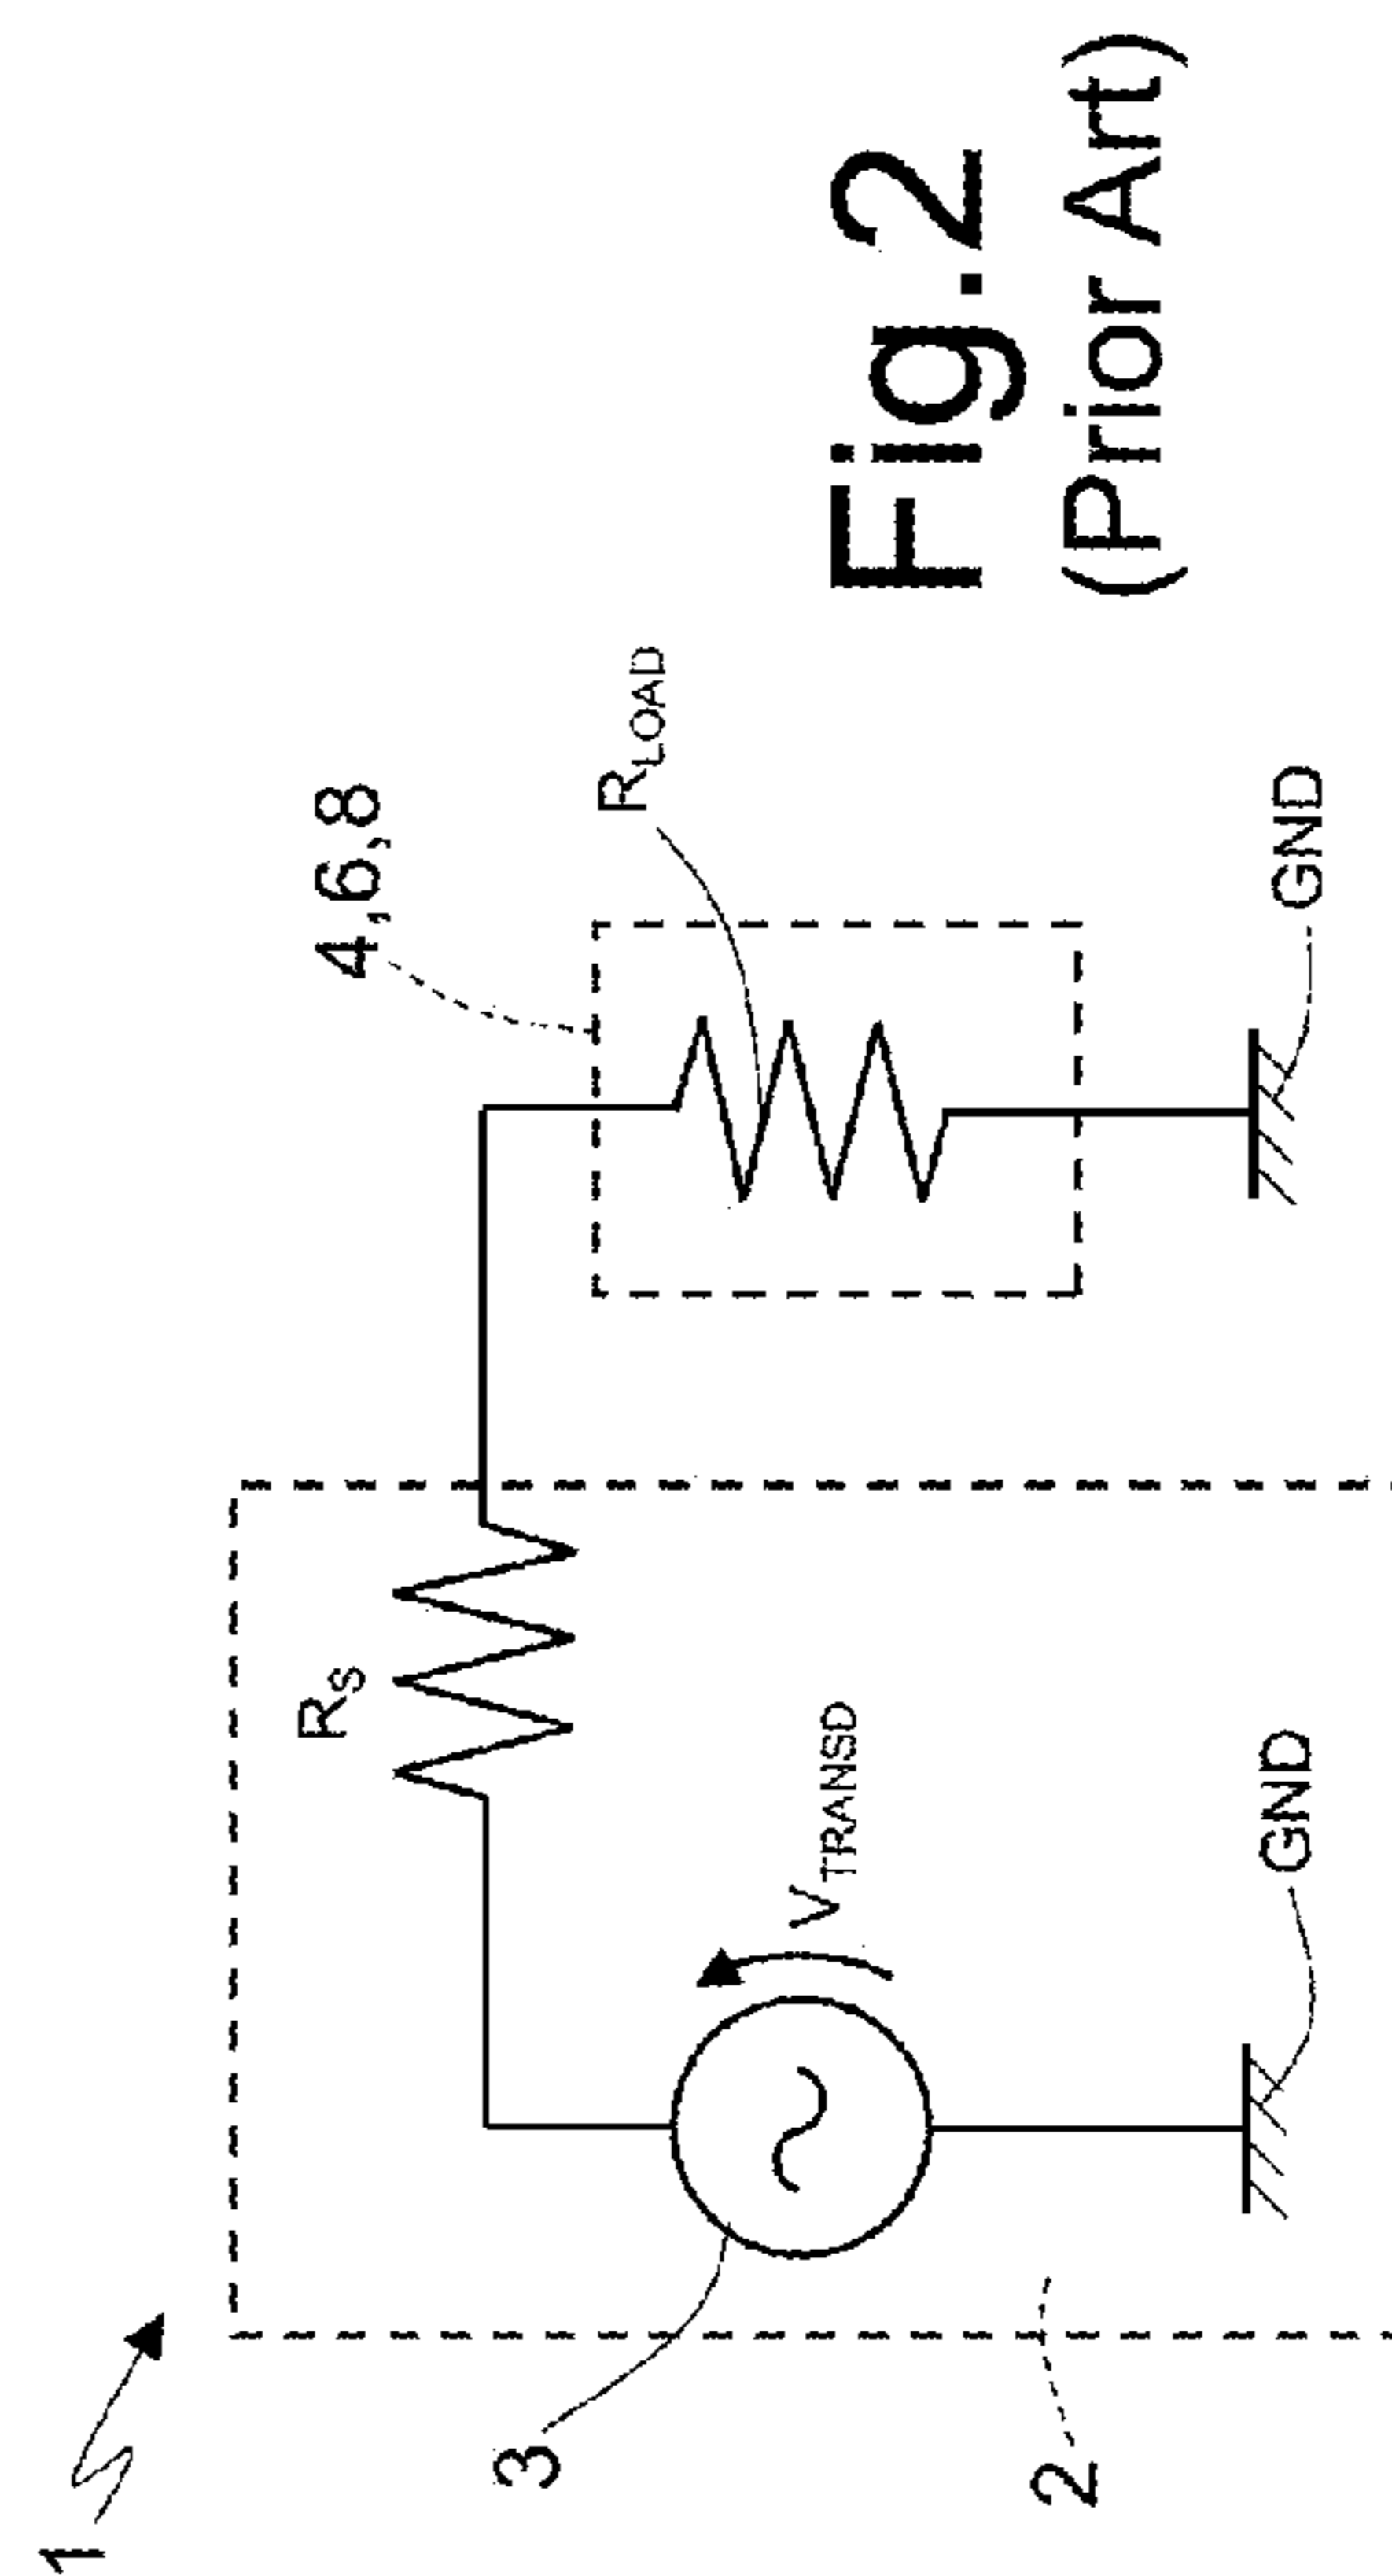 1
4,6,8
R_S
R_LOAD
3
V_TRANSD
2
GND
GND
Fig.2
(Prior Art)